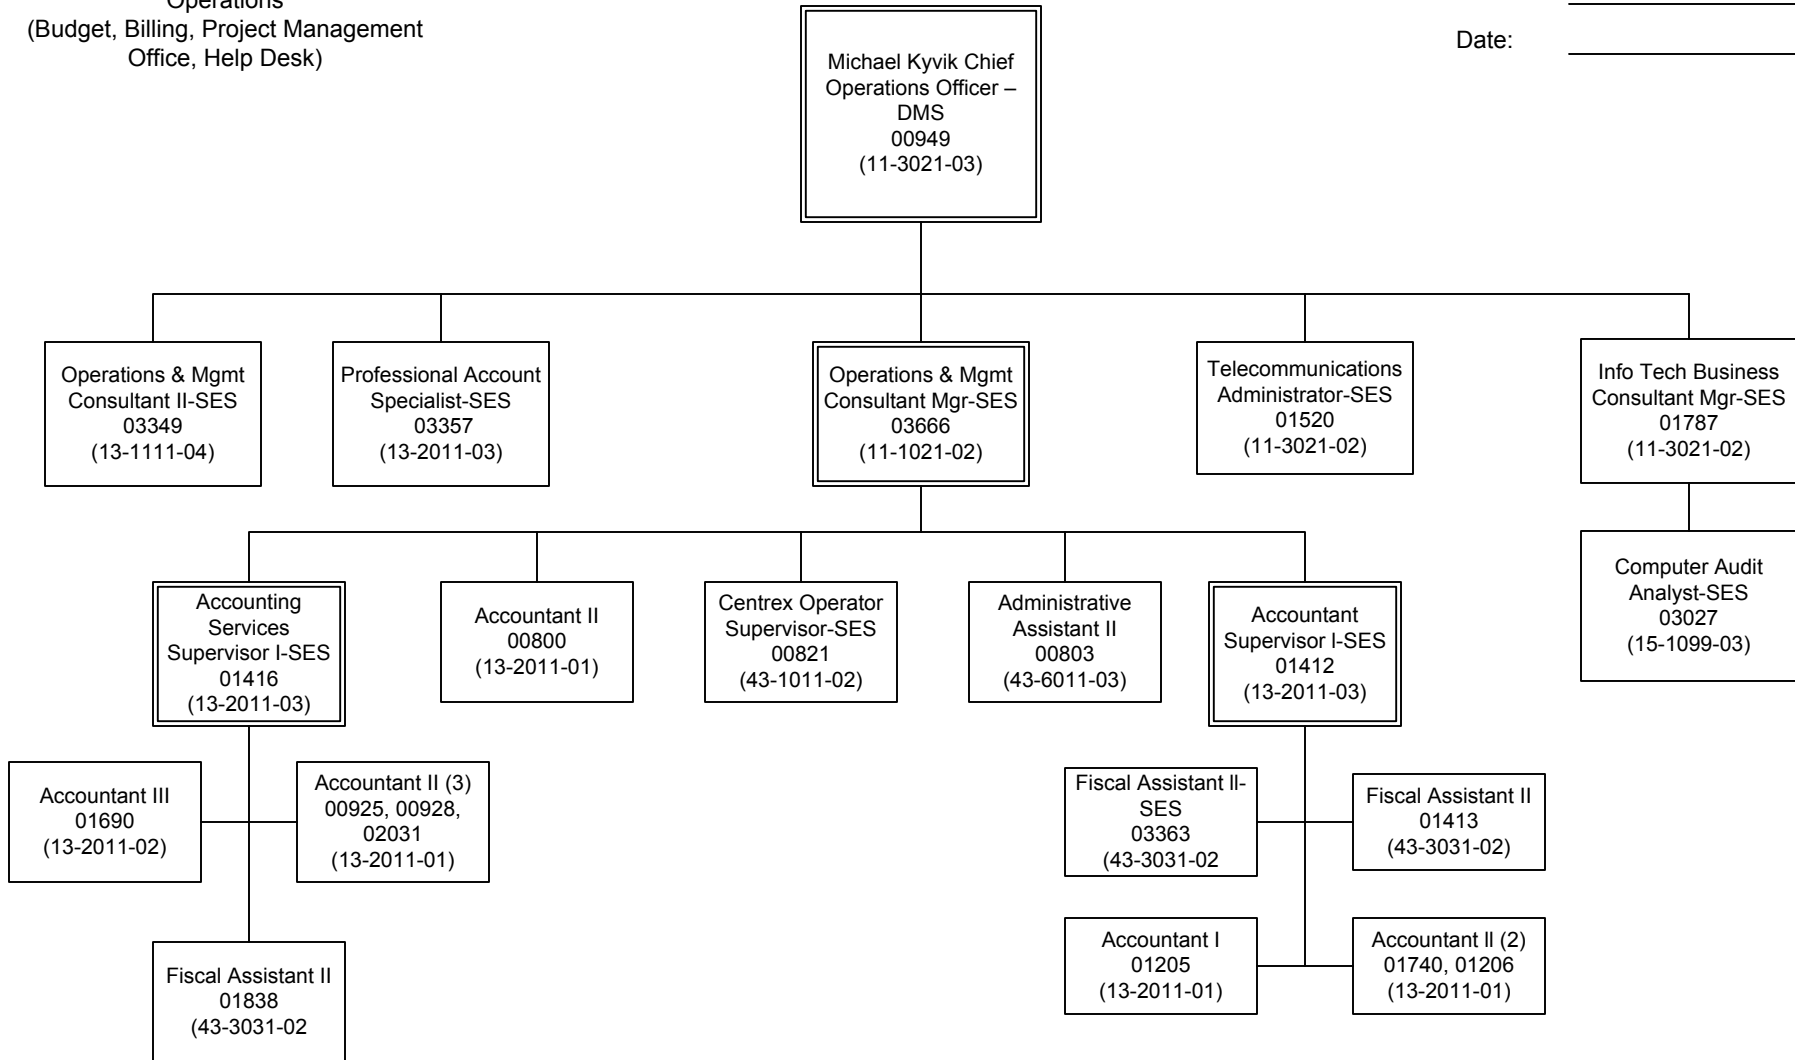 Operations
(Budget, Billing, Project Management
Office, Help Desk)
Date:
Michael Kyvik Chief
Operations Officer –
DMS
00949
(11-3021-03)
Operations & Mgmt
Consultant II-SES
03349
(13-1111-04)
Professional Account
Specialist-SES
03357
(13-2011-03)
Operations & Mgmt
Consultant Mgr-SES
03666
(11-1021-02)
Telecommunications
Administrator-SES
01520
(11-3021-02)
Info Tech Business
Consultant Mgr-SES
01787
(11-3021-02)
Computer Audit
Analyst-SES
03027
(15-1099-03)
Accounting
Services
Supervisor I-SES
01416
(13-2011-03)
Accountant II
00800
(13-2011-01)
Centrex Operator
Supervisor-SES
00821
(43-1011-02)
Administrative
Assistant II
00803
(43-6011-03)
Accountant
Supervisor I-SES
01412
(13-2011-03)
Accountant III
01690
(13-2011-02)
Accountant II (3)
00925, 00928,
02031
(13-2011-01)
Fiscal Assistant II
01838
(43-3031-02
Fiscal Assistant II-
SES
03363
(43-3031-02
Fiscal Assistant II
01413
(43-3031-02)
Accountant I
01205
(13-2011-01)
Accountant II (2)
01740, 01206
(13-2011-01)